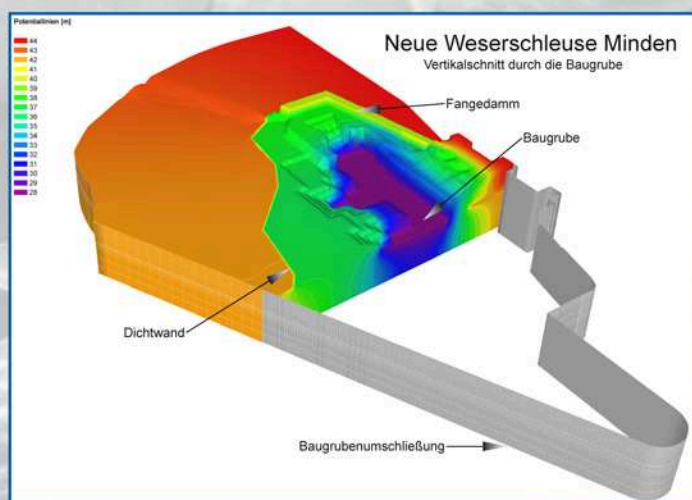 Neue Weserschleuse Minden
Vertikalschnitt durch die Baugrube
Potentiallinien [m]
44
43
42
41
40
39
38
37
36
35
34
33
32
31
30
29
28
Fangedamm
Baugrube
Dichtwand
Baugrubenumschließung